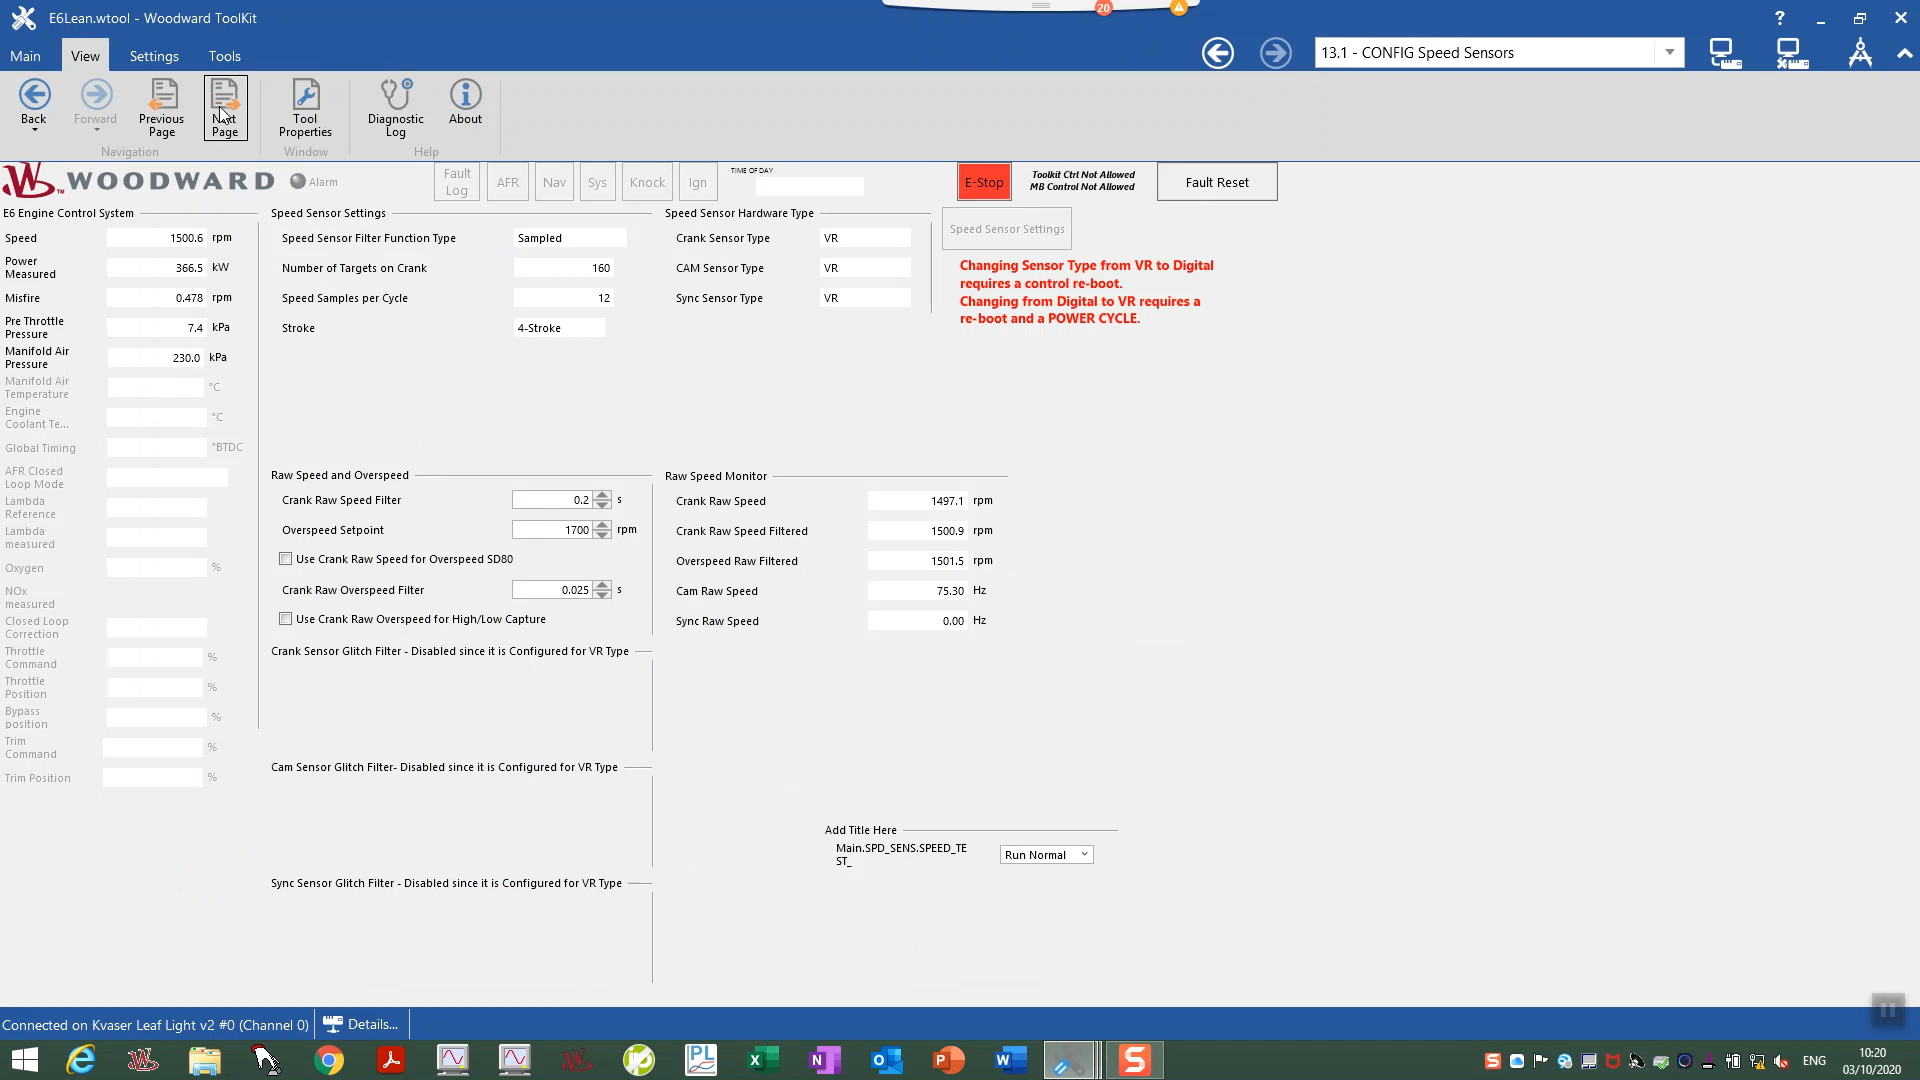 E6Lean.wtool - Woodward ToolKit
20
?
Main
View
Settings
Tools
13.1 - CONFIG Speed Sensors
Back
Forward
Previous Page
Next Page
Tool Properties
Diagnostic Log
About
Navigation
Window
Help
WOODWARD
Alarm
Fault Log
AFR
Nav
Sys
Knock
Ign
TIME OF DAY
E-Stop
Toolkit Ctrl Not Allowed
MB Control Not Allowed
Fault Reset
E6 Engine Control System
Speed 1500.6 rpm
Power Measured 366.5 kW
Misfire 0.478 rpm
Pre Throttle Pressure 7.4 kPa
Manifold Air Pressure 230.0 kPa
Manifold Air Temperature °C
Engine Coolant Te... °C
Global Timing °BTDC
AFR Closed Loop Mode
Lambda Reference
Lambda measured
Oxygen %
NOx measured
Closed Loop Correction
Throttle Command %
Throttle Position %
Bypass position %
Trim Command %
Trim Position %
Speed Sensor Settings
Speed Sensor Filter Function Type Sampled
Number of Targets on Crank 160
Speed Samples per Cycle 12
Stroke 4-Stroke
Speed Sensor Hardware Type
Crank Sensor Type VR
CAM Sensor Type VR
Sync Sensor Type VR
Speed Sensor Settings
Changing Sensor Type from VR to Digital
requires a control re-boot.
Changing from Digital to VR requires a
re-boot and a POWER CYCLE.
Raw Speed and Overspeed
Crank Raw Speed Filter 0.2 s
Overspeed Setpoint 1700 rpm
Use Crank Raw Speed for Overspeed SD80
Crank Raw Overspeed Filter 0.025 s
Use Crank Raw Overspeed for High/Low Capture
Raw Speed Monitor
Crank Raw Speed 1497.1 rpm
Crank Raw Speed Filtered 1500.9 rpm
Overspeed Raw Filtered 1501.5 rpm
Cam Raw Speed 75.30 Hz
Sync Raw Speed 0.00 Hz
Crank Sensor Glitch Filter - Disabled since it is Configured for VR Type
Cam Sensor Glitch Filter- Disabled since it is Configured for VR Type
Add Title Here
Main.SPD_SENS.SPEED_TE
ST_
Run Normal
Sync Sensor Glitch Filter - Disabled since it is Configured for VR Type
Connected on Kvaser Leaf Light v2 #0 (Channel 0)
Details...
ENG
10:20
03/10/2020